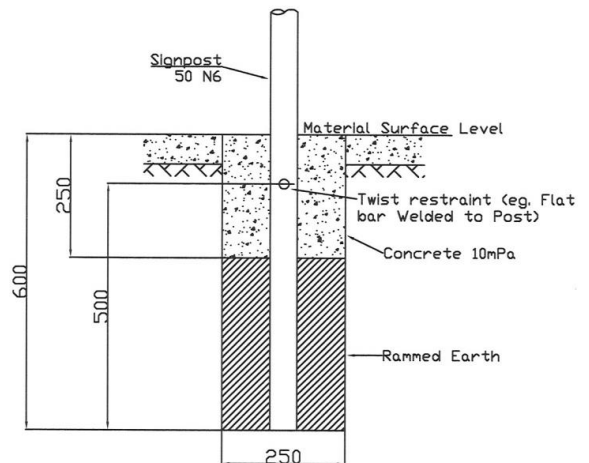 Signpost
50 N6
Material Surface Level
Twist restraint (eg. Flat
bar Welded to Post)
Concrete 10mPa
Rammed Earth
250
600
500
250